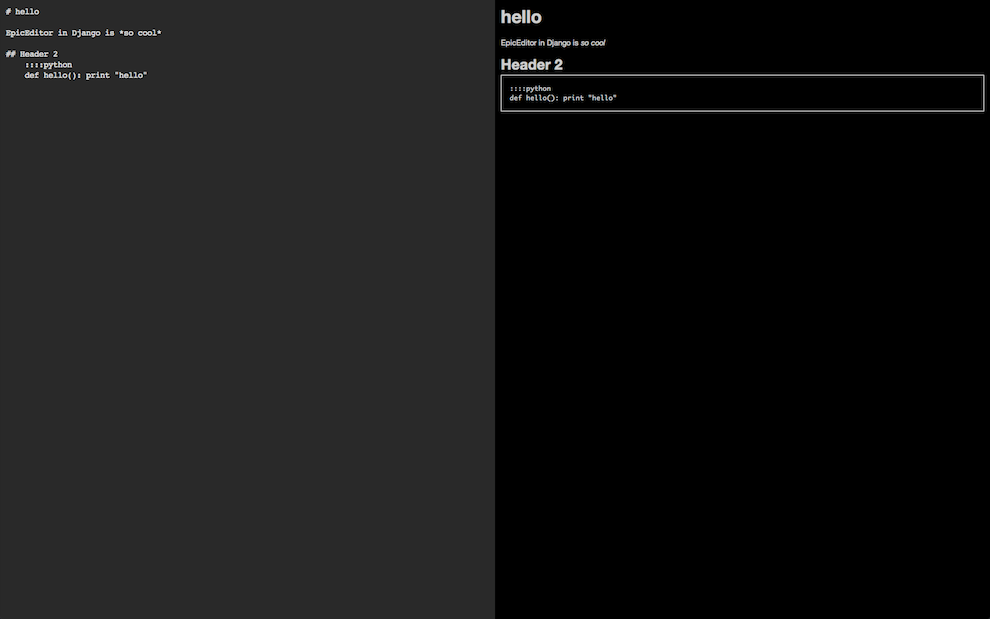 # hello
EpicEditor in Django is *so cool*
## Header 2
::::python
def hello(): print "hello"
hello
EpicEditor in Django is so cool
Header 2
::::python
def hello(): print "hello"